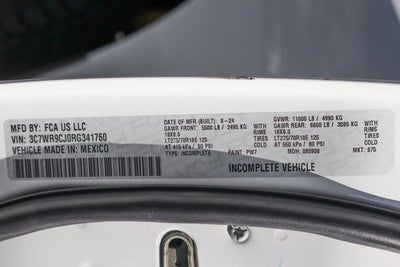 MFD BY: FCA US LLC
VIN: 3C7WR9CJ0RG341760
VEHICLE MADE IN: MEXICO
DATE OF MFR (BUILT): 8-24
GAWR FRONT: 5500 LB / 2495 KG WITH
18X8.0 RIMS
LT275/70R18E 125 TIRES
AT 415 kPa / 60 PSI
TYPE: INCOMPLETE PAINT: PW7
GVWR: 11000 LB / 4990 KG
GAWR REAR: 6800 LB / 3085 KG WITH
18X8.0 RIMS
LT275/70R18E 125 TIRES
AT 550 kPa / 80 PSI
MDH: 080908 MKT: 875
INCOMPLETE VEHICLE